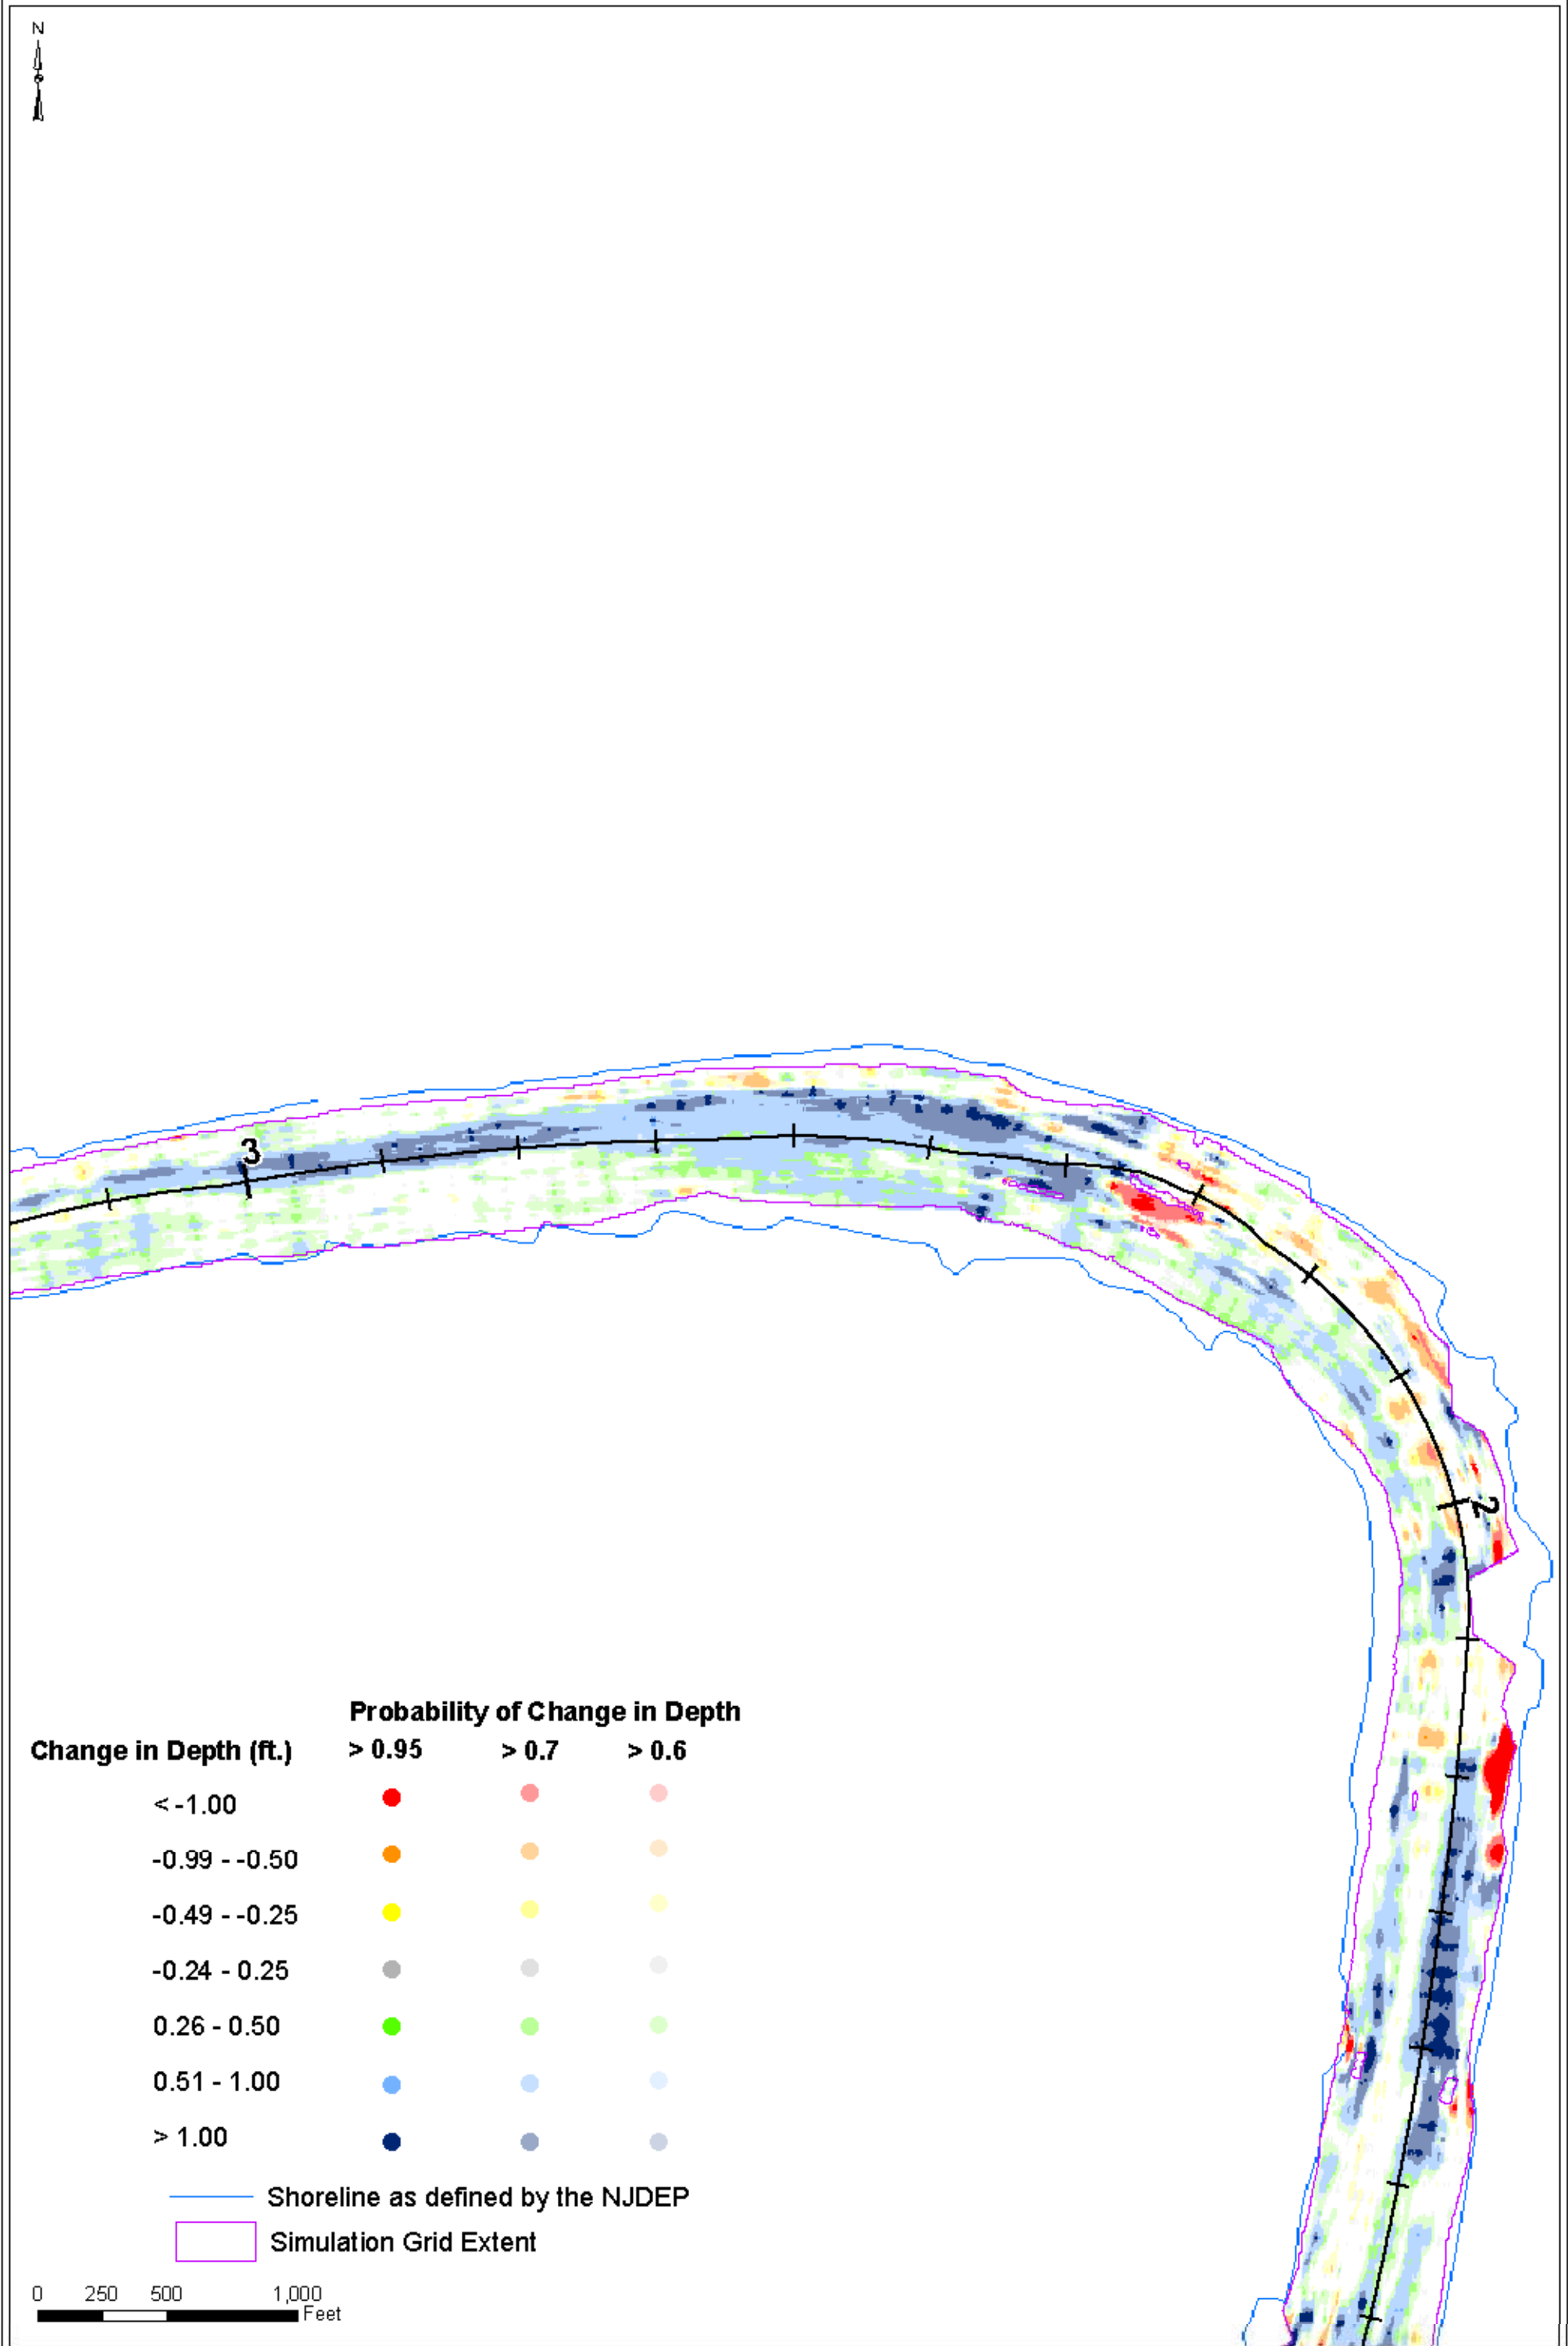 N
3
2
Probability of Change in Depth
Change in Depth (ft.) > 0.95 > 0.7 > 0.6
< -1.00
-0.99 - -0.50
-0.49 - -0.25
-0.24 - 0.25
0.26 - 0.50
0.51 - 1.00
> 1.00
Shoreline as defined by the NJDEP
Simulation Grid Extent
0 250 500 1,000
Feet